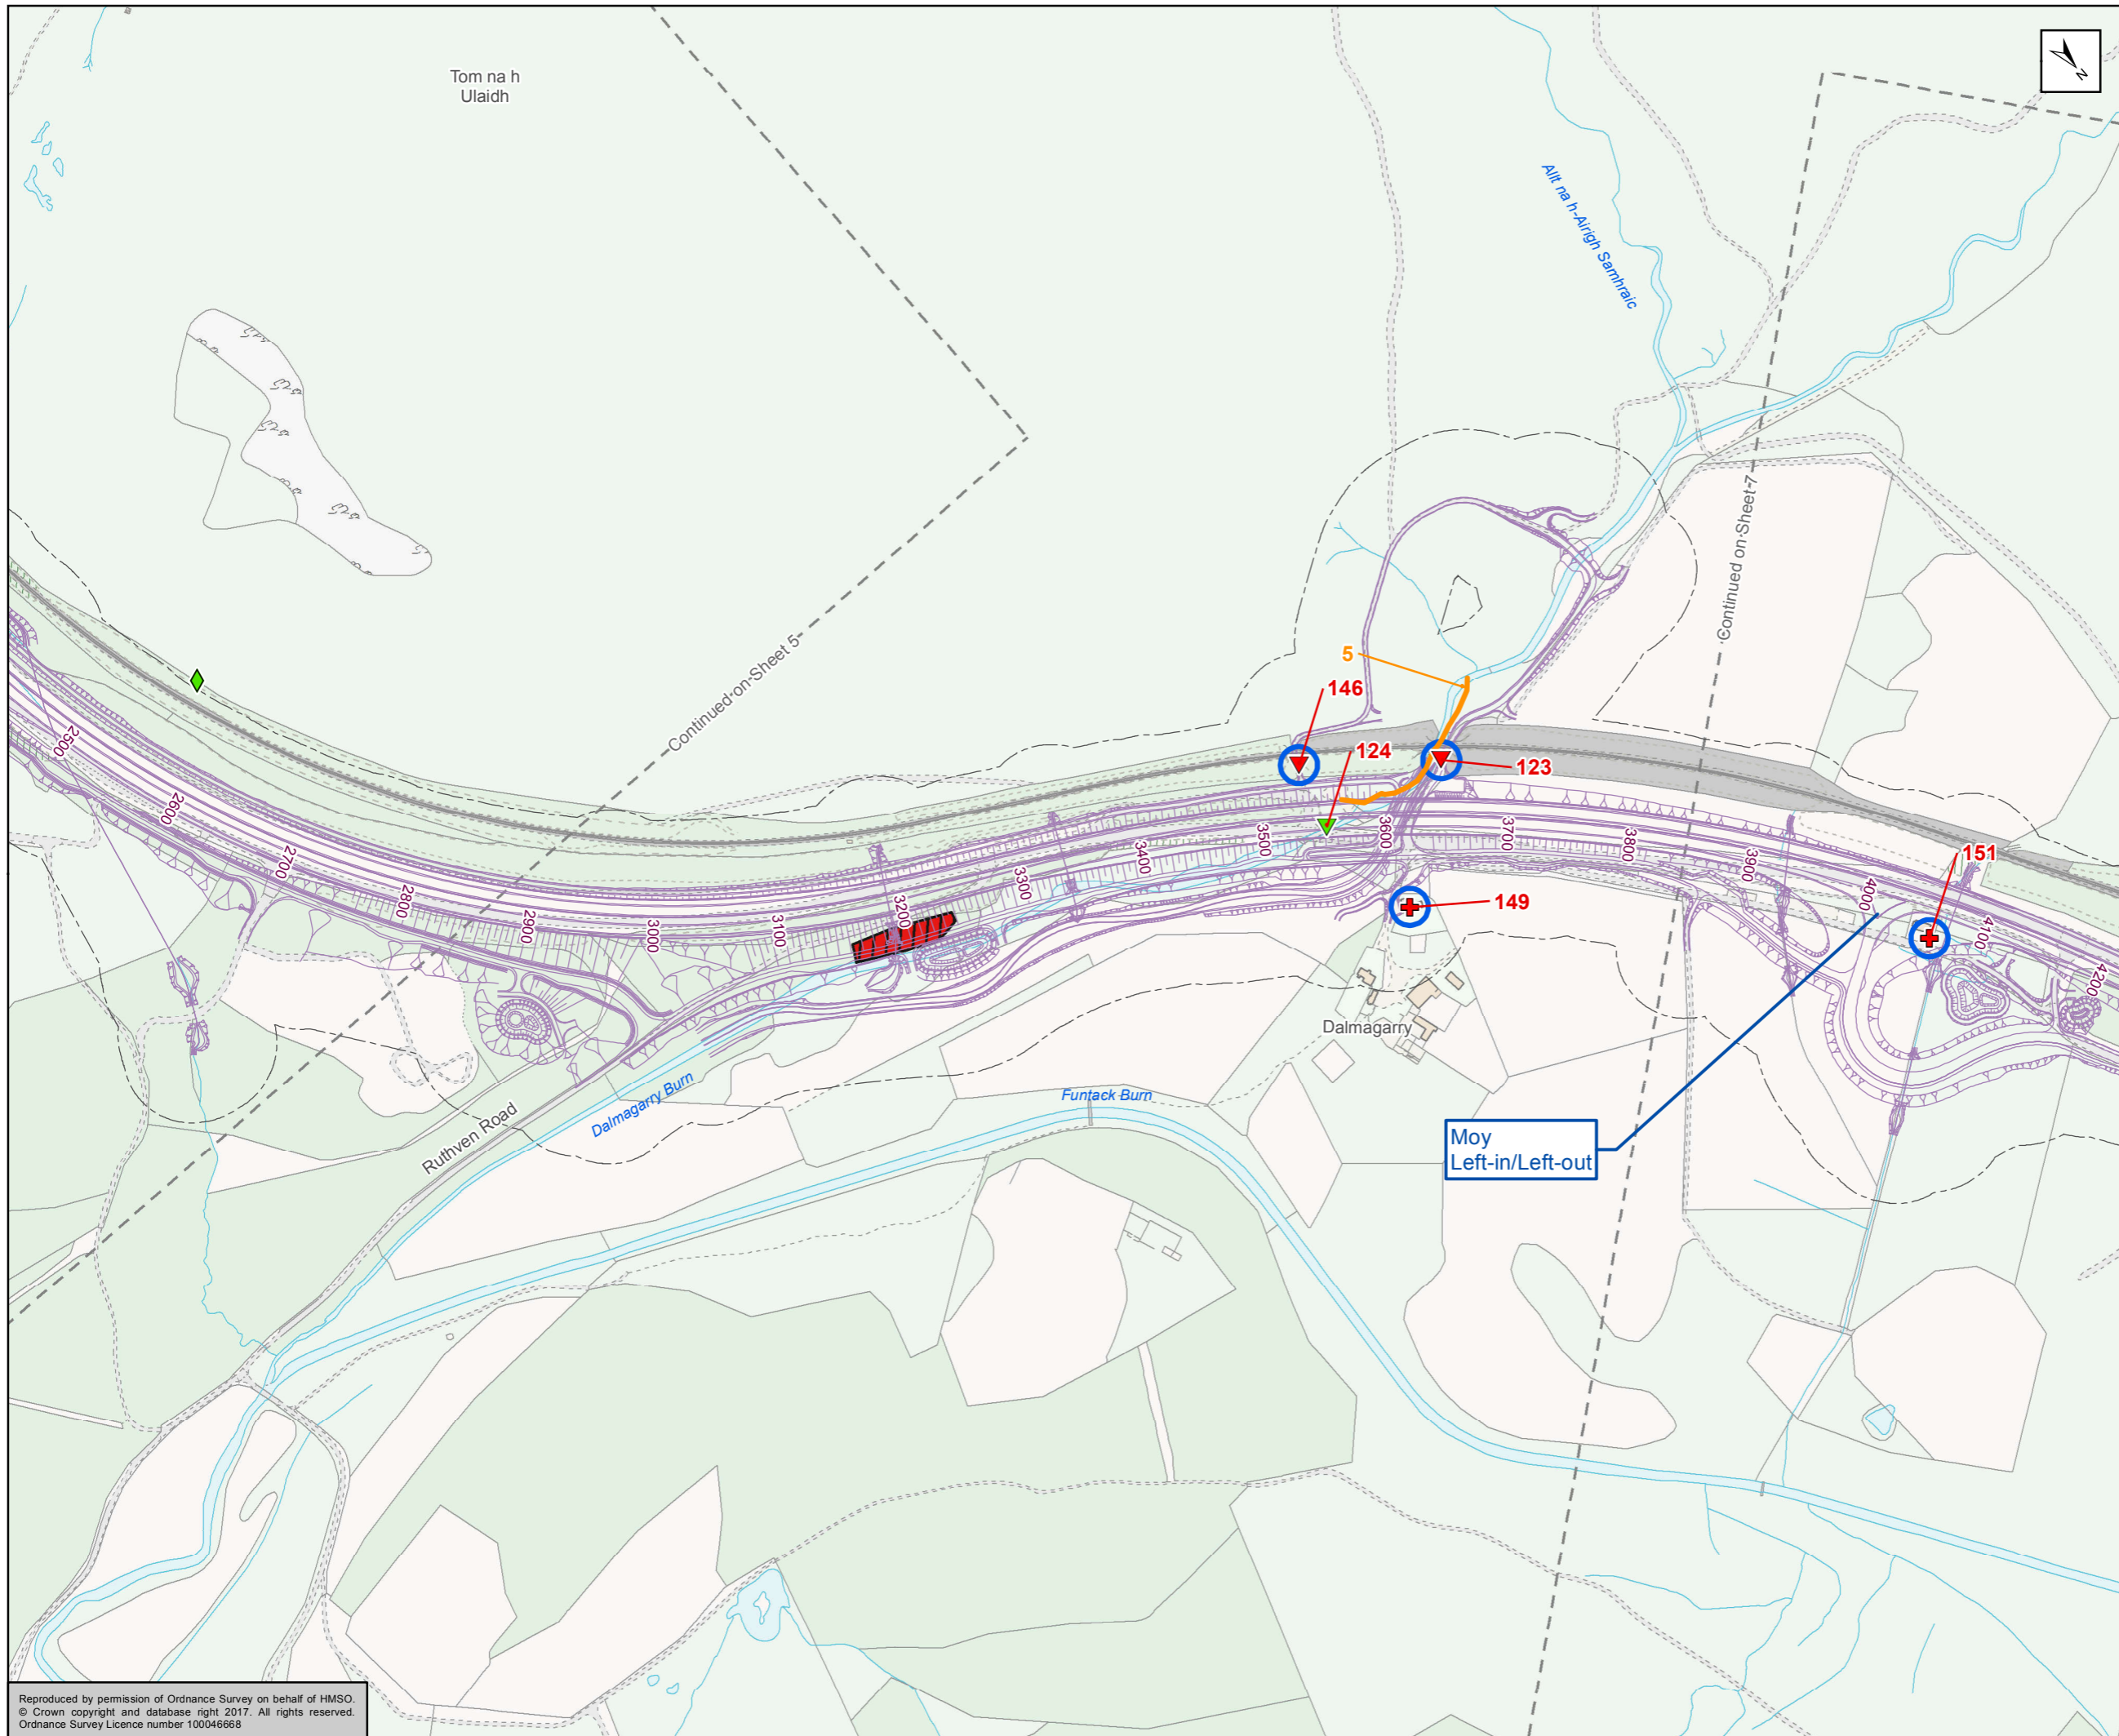 Tom na h
Ulaidh
N
Allt na h-Airigh Samhraic
Continued on Sheet 5
Continued on Sheet 7
5
146
124
123
151
149
2500
2600
2700
2800
2900
3000
3100
3200
3300
3400
3500
3600
3700
3800
3900
4000
4100
4200
Dalmagarry
Ruthven Road
Dalmagarry Burn
Funtack Burn
Moy
Left-in/Left-out
Reproduced by permission of Ordnance Survey on behalf of HMSO.
© Crown copyright and database right 2017. All rights reserved.
Ordnance Survey Licence number 100046668